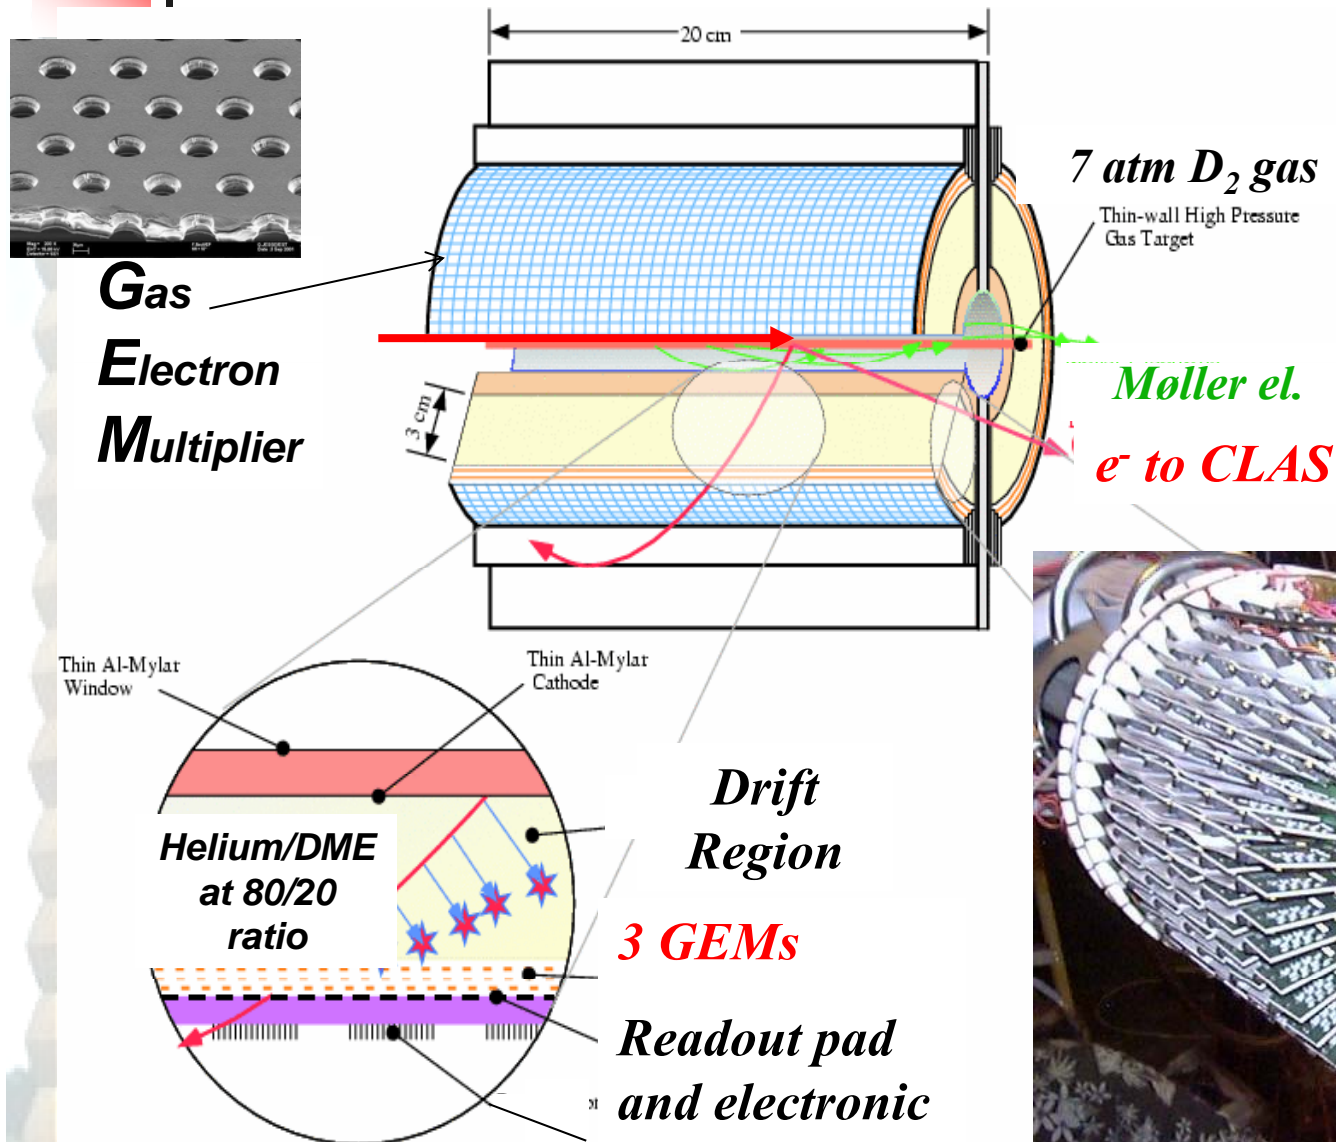 20 cm
7 atm D₂ gas
Thin-wall High Pressure
Gas Target
Gas
Electron
Multiplier
3 cm
Møller el.
e⁻ to CLAS
Thin Al-Mylar
Window
Thin Al-Mylar
Cathode
Drift
Region
Helium/DME
at 80/20
ratio
3 GEMs
Readout pad
and electronic